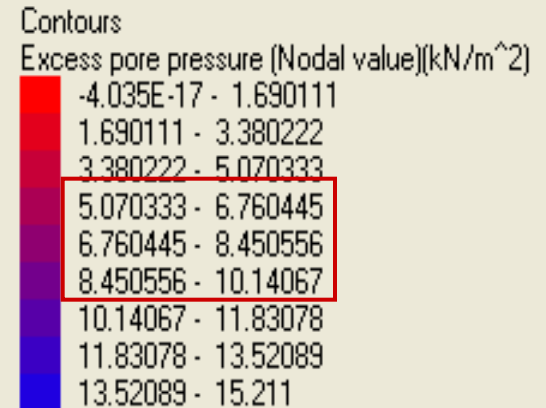 Contours
Excess pore pressure (Nodal value)(kN/m^2)
-4.035E-17 - 1.690111
1.690111 - 3.380222
3.380222 - 5.070333
5.070333 - 6.760445
6.760445 - 8.450556
8.450556 - 10.14067
10.14067 - 11.83078
11.83078 - 13.52089
13.52089 - 15.211